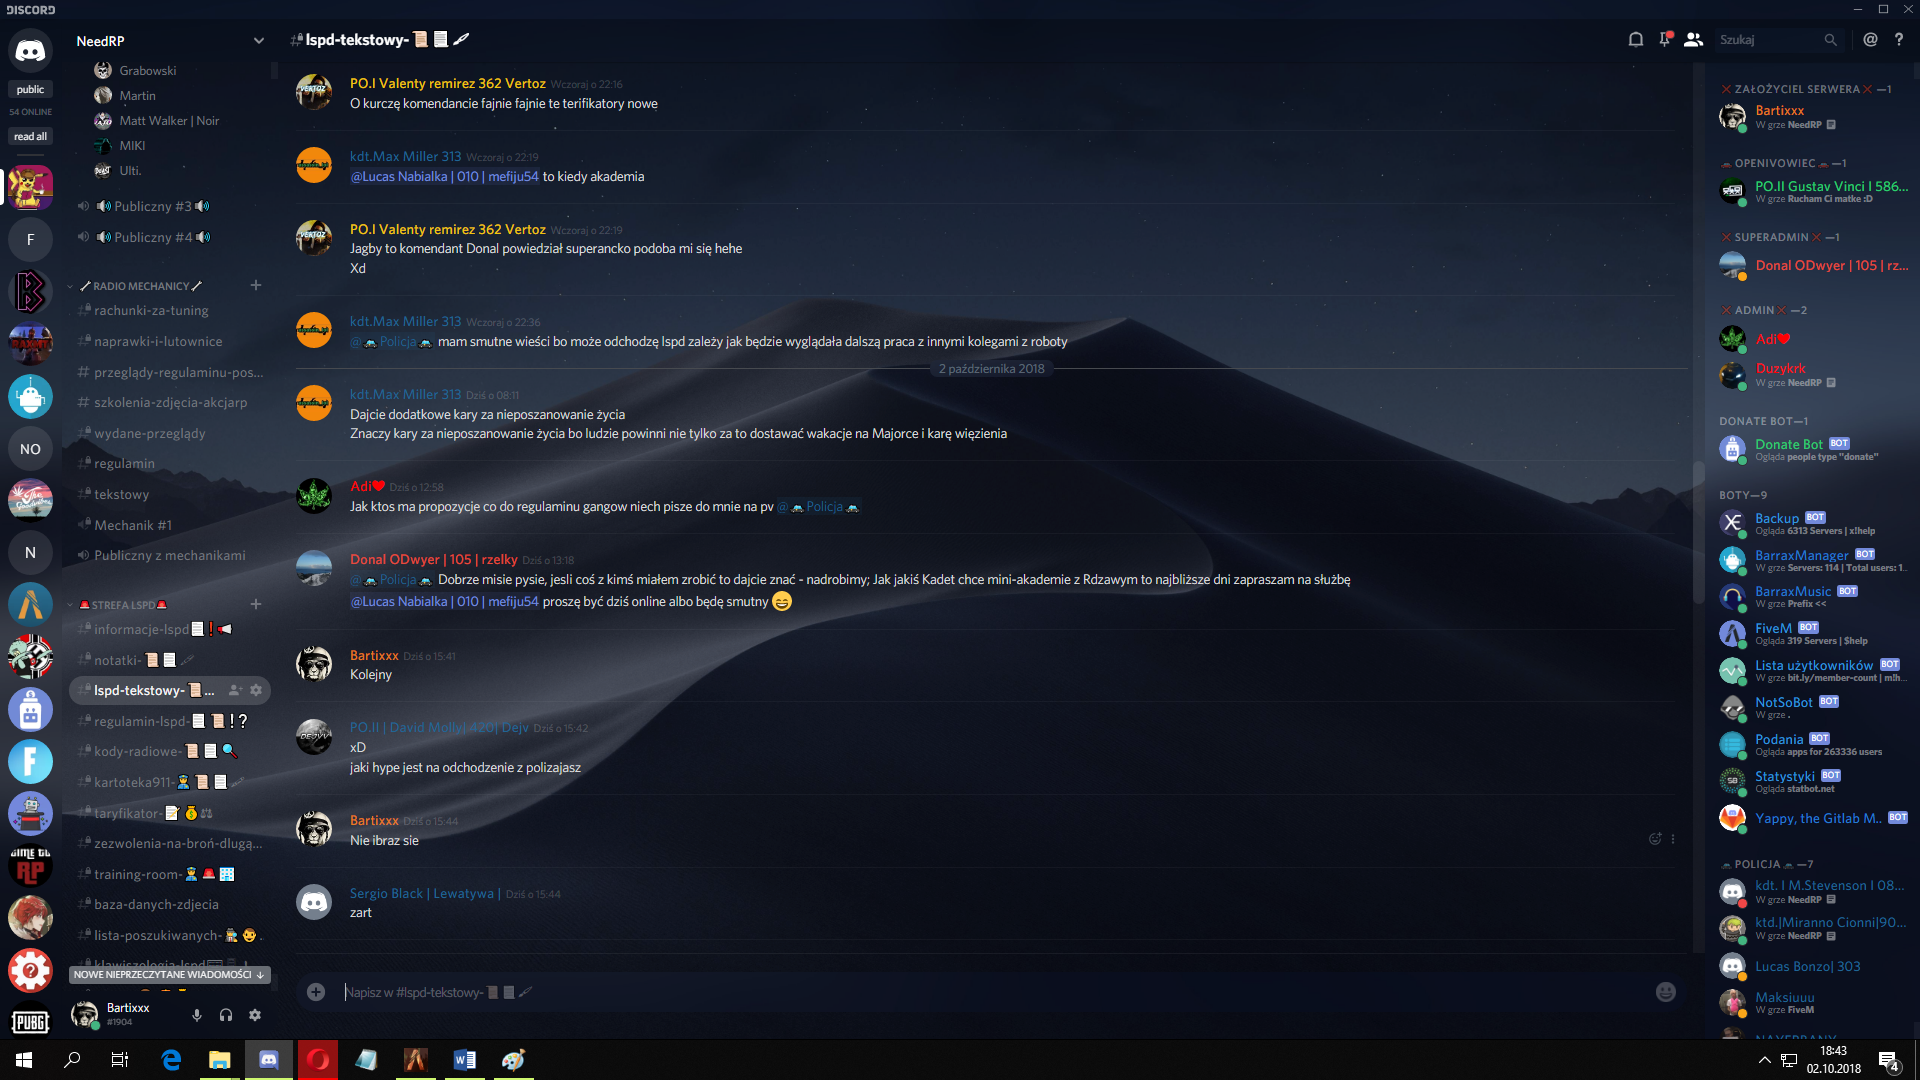 DISCORD
public
54 ONLINE
read all
F
NO
N
GIME TO
RP
PUBG
NeedRP
Grabowski
Martin
Matt Walker | Noir
MIKI
Ulti.
Publiczny #3
Publiczny #4
RADIO MECHANICY
rachunki-za-tuning
naprawki-i-lutownice
przeglądy-regulaminu-pos...
szkolenia-zdjęcia-akcjarp
wydane-przeglądy
regulamin
tekstowy
Mechanik #1
Publiczny z mechanikami
STREFA LSPD
informacje-lspd
notatki-
lspd-tekstowy- ...
regulamin-lspd-
kody-radiowe-
kartoteka911-
taryfikator-
zezwolenia-na-broń-dlugą...
training-room-
baza-danych-zdjecia
lista-poszukiwanych-
klawiszologia-lspd
NOWE NIEPRZECZYTANE WIADOMOŚCI ↓
Bartixxx
#1904
#lspd-tekstowy-
Szukaj
PO.I Valenty remirez 362 Vertoz Wczoraj o 22:16
O kurczę komendancie fajnie fajnie te terifikatory nowe
kdt.Max Miller 313 Wczoraj o 22:19
@Lucas Nabialka | 010 | mefiju54 to kiedy akademia
PO.I Valenty remirez 362 Vertoz Wczoraj o 22:19
Jagby to komendant Donal powiedział superancko podoba mi się hehe
Xd
kdt.Max Miller 313 Wczoraj o 22:36
@ Policja mam smutne wieści bo może odchodzę lspd zależy jak będzie wyglądała dalszą praca z innymi kolegami z roboty
2 października 2018
kdt.Max Miller 313 Dziś o 08:11
Dajcie dodatkowe kary za nieposzanowanie życia
Znaczy kary za nieposzanowanie życia bo ludzie powinni nie tylko za to dostawać wakacje na Majorce i karę więzienia
Adi❤ Dziś o 12:58
Jak ktos ma propozycje co do regulaminu gangow niech pisze do mnie na pv @ Policja
Donal ODwyer | 105 | rzelky Dziś o 13:18
@ Policja Dobrze misie pysie, jesli coś z kimś miałem zrobić to dajcie znać - nadrobimy; Jak jakiś Kadet chce mini-akademie z Rdzawym to najbliższe dni zapraszam na służbę
@Lucas Nabialka | 010 | mefiju54 proszę być dziś online albo będę smutny
Bartixxx Dziś o 15:41
Kolejny
PO.II | David Molly| 420| Dejv Dziś o 15:42
xD
jaki hype jest na odchodzenie z polizajasz
Bartixxx Dziś o 15:44
Nie ibraz sie
Sergio Black | Lewatywa | Dziś o 15:44
zart
Napisz w #lspd-tekstowy-
ZAŁOŻYCIEL SERWERA —1
Bartixxx
W grze NeedRP
OPENIVOWIEC —1
PO.II Gustav Vinci I 586...
W grze Rucham Ci matke :D
SUPERADMIN —1
Donal ODwyer | 105 | rz...
ADMIN —2
Adi❤
Duzykrk
W grze NeedRP
DONATE BOT—1
Donate Bot BOT
Ogląda people type "donate"
BOTY—9
Backup BOT
Ogląda 6313 Servers | x!help
BarraxManager BOT
W grze Servers: 114 | Total users: 1...
BarraxMusic BOT
W grze Prefix <<
FiveM BOT
Ogląda 319 Servers | $help
Lista użytkowników BOT
W grze bit.ly/member-count | m!h...
NotSoBot BOT
W grze .
Podania BOT
Ogląda apps for 263336 users
Statystyki BOT
Ogląda statbot.net
Yappy, the Gitlab M.. BOT
POLICJA —7
kdt. I M.Stevenson I 08...
W grze NeedRP
ktd.|Miranno Cionni|90...
W grze NeedRP
Lucas Bonzo| 303
Maksiuuu
W grze FiveM
18:43
02.10.2018
4